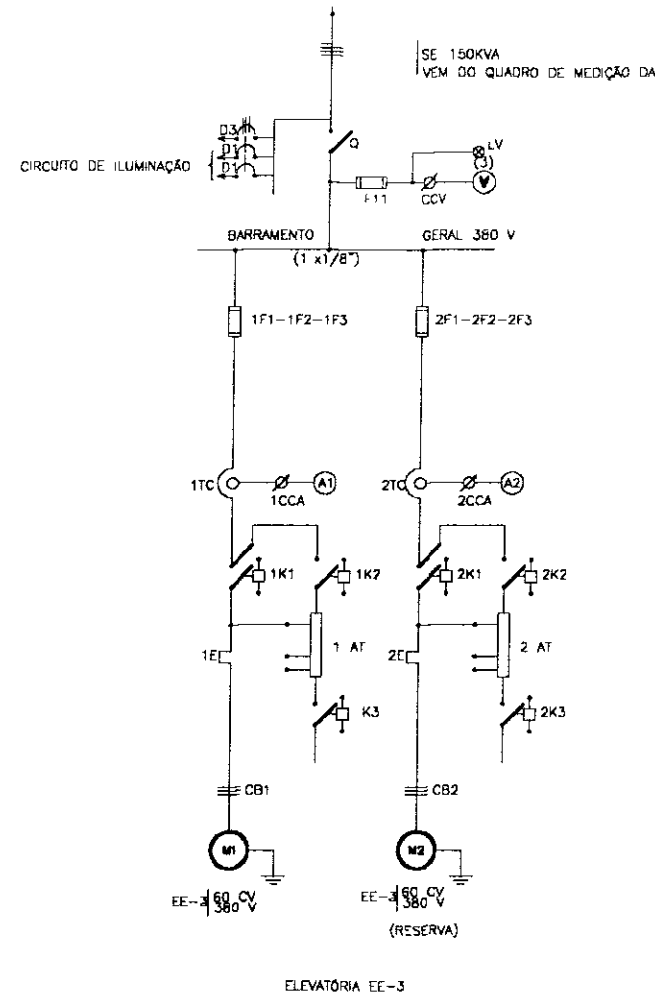 SE 150KVA
VEM DO QUADRO DE MEDIÇÃO DA
D3
D1
D1
CIRCUITO DE ILUMINAÇÃO
Q
LV
(3)
V
F11
CCV
BARRAMENTO GERAL 380 V
(1 x1/8")
1F1-1F2-1F3
2F1-2F2-2F3
1TC
1CCA
A1
2TC
2CCA
A2
1K1
1K2
2K1
2K2
1E
1 AT
2E
2 AT
K3
2K3
CB1
CB2
M1
M2
EE-3 60 CV
380 V
EE-3 60 CV
380 V
(RESERVA)
ELEVATÓRIA EE-3